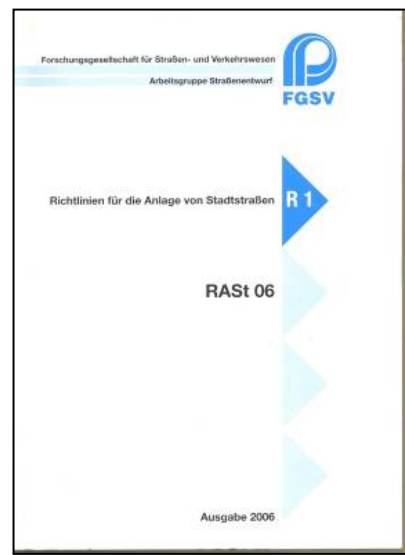 Forschungsgesellschaft für Straßen- und Verkehrswesen
Arbeitsgruppe Straßenentwurf
FGSV
Richtlinien für die Anlage von Stadtstraßen
R 1
RASt 06
Ausgabe 2006